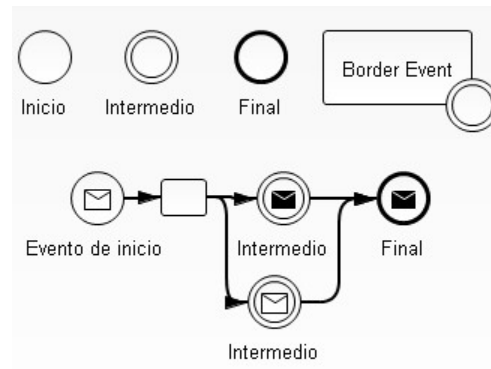 Border Event
Inicio
Intermedio
Final
Evento de inicio
Intermedio
Final
Intermedio